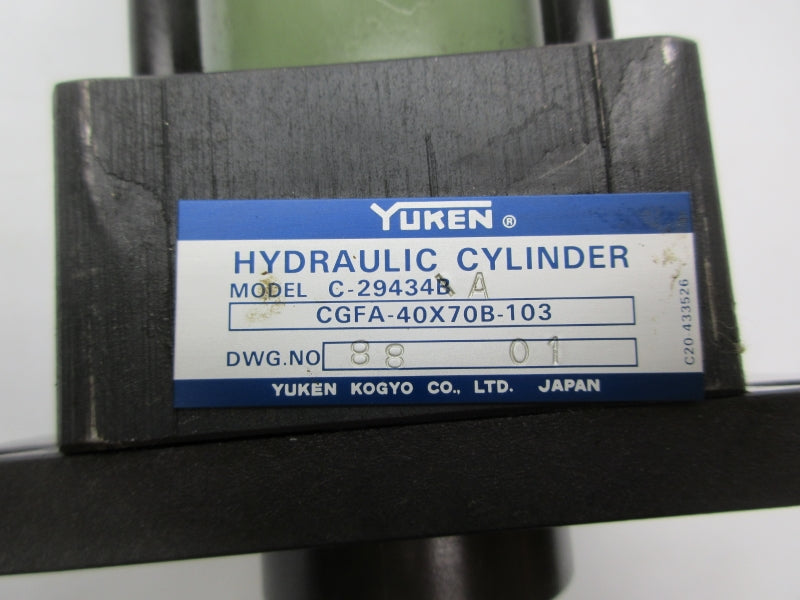 YUKEN®
HYDRAULIC CYLINDER
MODEL C-29434B A
CGFA-40X70B-103
DWG.NO 88 01
YUKEN KOGYO CO., LTD. JAPAN
C20-433526